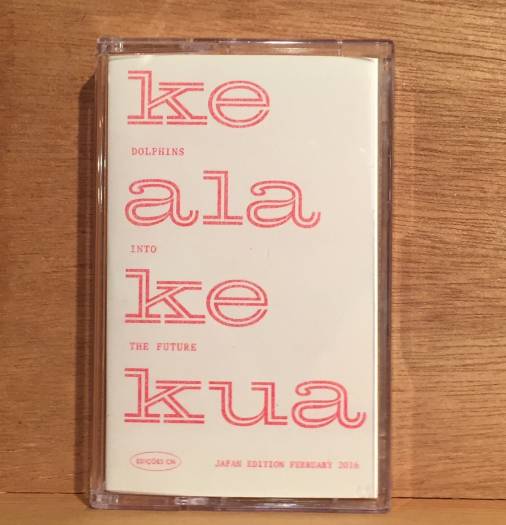 ke
DOLPHINS
ala
INTO
ke
THE FUTURE
kua
EDIÇÕES CN
JAPAN EDITION FEBRUARY 2016